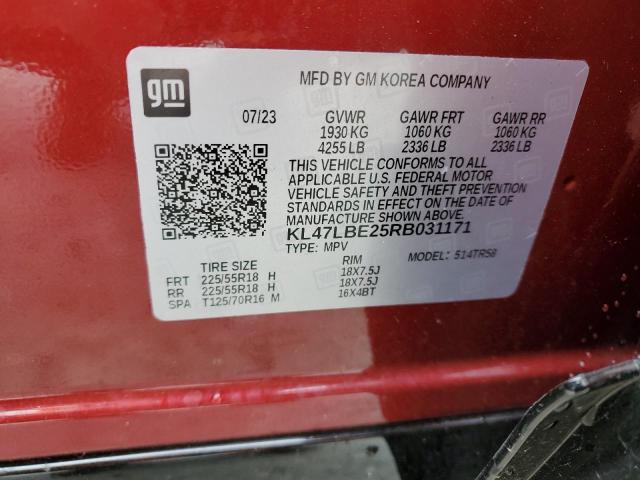 gm
MFD BY GM KOREA COMPANY
07/23 GVWR GAWR FRT GAWR RR
1930 KG 1060 KG 1060 KG
4255 LB 2336 LB 2336 LB
THIS VEHICLE CONFORMS TO ALL
APPLICABLE U.S. FEDERAL MOTOR
VEHICLE SAFETY AND THEFT PREVENTION
STANDARDS IN EFFECT ON THE DATE OF
MANUFACTURE SHOWN ABOVE.
KL47LBE25RB031171
TYPE: MPV MODEL: 514TR58
TIRE SIZE RIM
FRT 225/55R18 H 18X7.5J
RR 225/55R18 H 18X7.5J
SPA T125/70R16 M 16X4BT